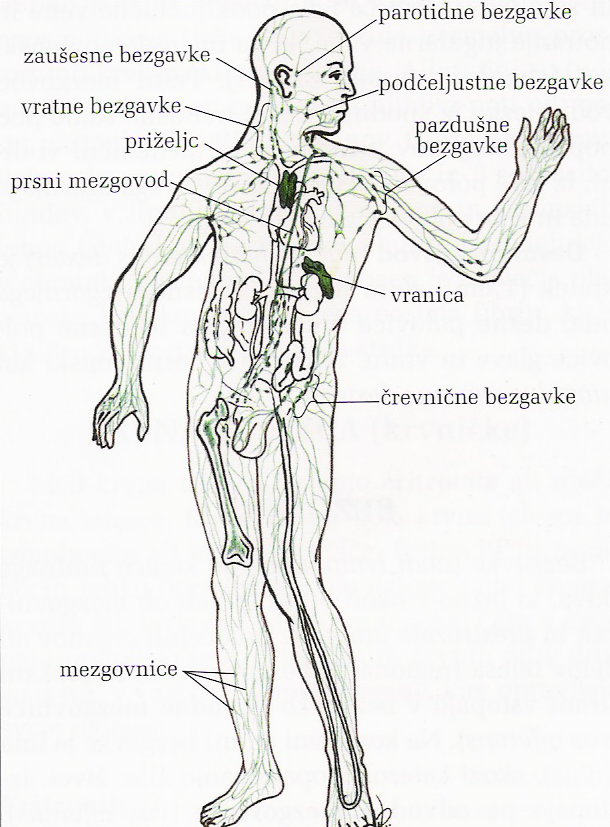 parotidne bezgavke
zaušesne bezgavke
podčeljustne bezgavke
vratne bezgavke
pazdušne
bezgavke
priželjc
prsni mezgovod
vranica
črevnične bezgavke
mezgovnice